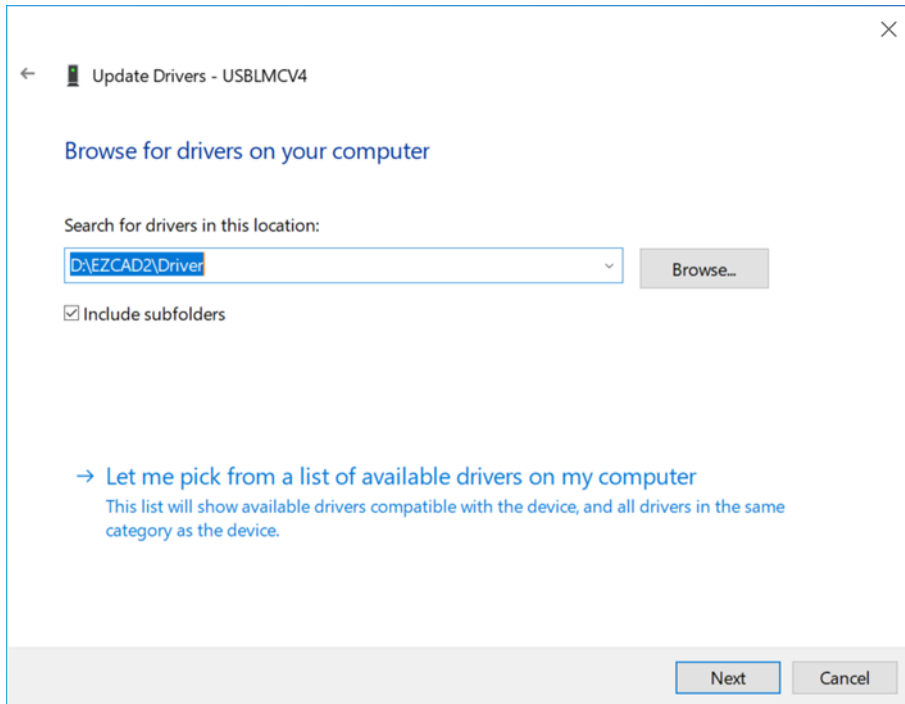 Update Drivers - USBLMCV4
Browse for drivers on your computer
Search for drivers in this location:
D:\EZCAD2\Driver
Browse...
Include subfolders
Let me pick from a list of available drivers on my computer
This list will show available drivers compatible with the device, and all drivers in the same
category as the device.
Next
Cancel